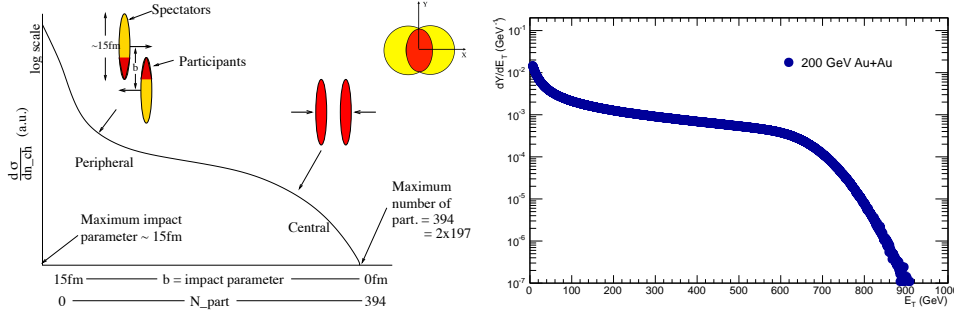 Spectators
~15fm
b
Participants
log scale
dσ
dn_ch (a.u.)
Peripheral
Central
Maximum impact
parameter ~ 15fm
Maximum
number of
part. = 394
= 2x197
15fm b = impact parameter 0fm
0 N_part 394
Y
X
dY/dE_T (GeV⁻¹)
10⁻¹
10⁻²
10⁻³
10⁻⁴
10⁻⁵
10⁻⁶
10⁻⁷
200 GeV Au+Au
0 100 200 300 400 500 600 700 800 900 1000
E_T (GeV)